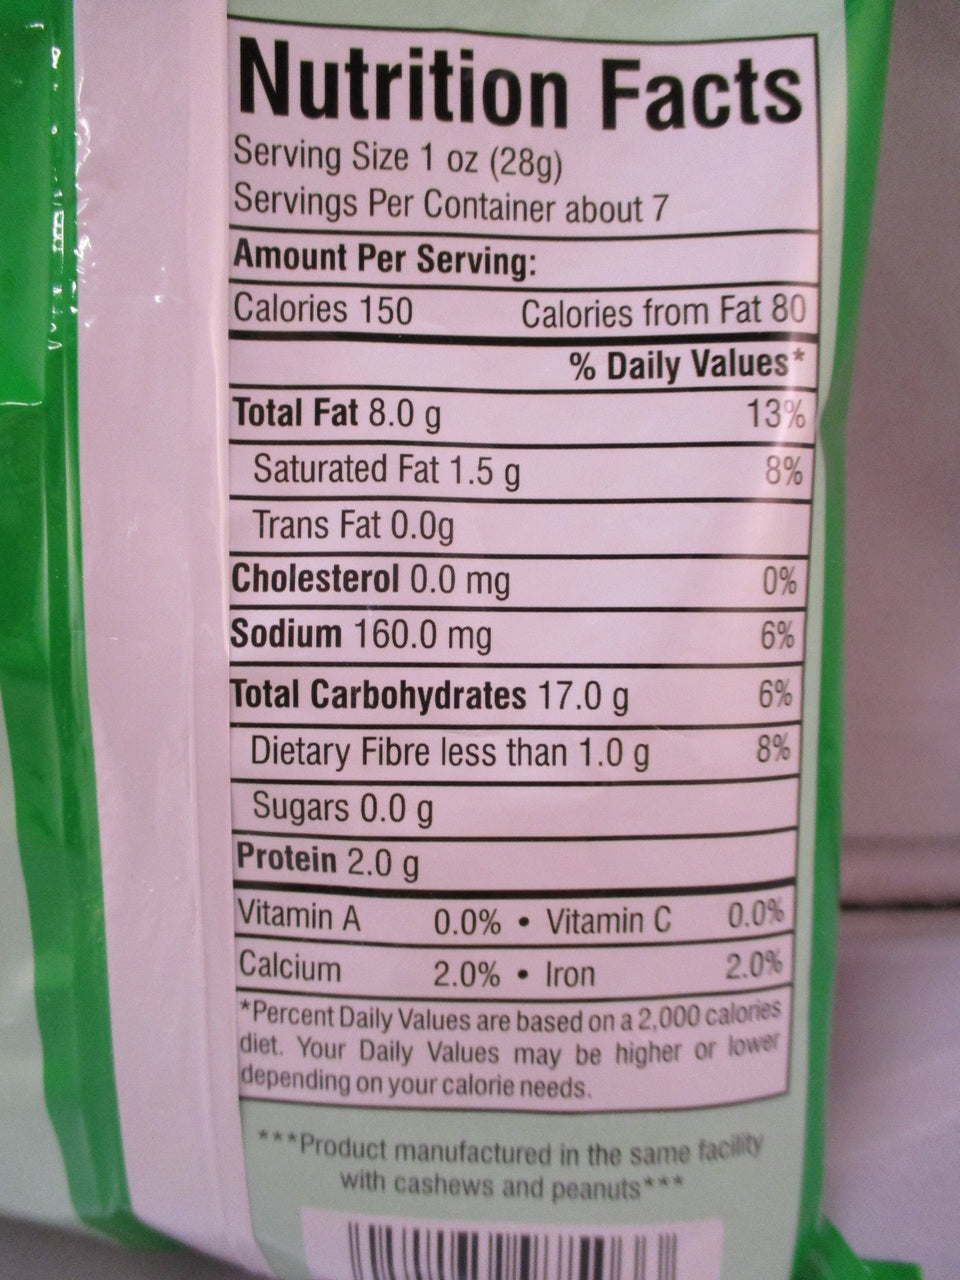 Nutrition Facts
Serving Size 1 oz (28g)
Servings Per Container about 7
Amount Per Serving:
Calories 150 Calories from Fat 80
% Daily Values*
Total Fat 8.0 g 13%
Saturated Fat 1.5 g 8%
Trans Fat 0.0g
Cholesterol 0.0 mg 0%
Sodium 160.0 mg 6%
Total Carbohydrates 17.0 g 6%
Dietary Fibre less than 1.0 g 8%
Sugars 0.0 g
Protein 2.0 g
Vitamin A 0.0% • Vitamin C 0.0%
Calcium 2.0% • Iron 2.0%
*Percent Daily Values are based on a 2,000 calories
diet. Your Daily Values may be higher or lower
depending on your calorie needs.
***Product manufactured in the same facility
with cashews and peanuts***